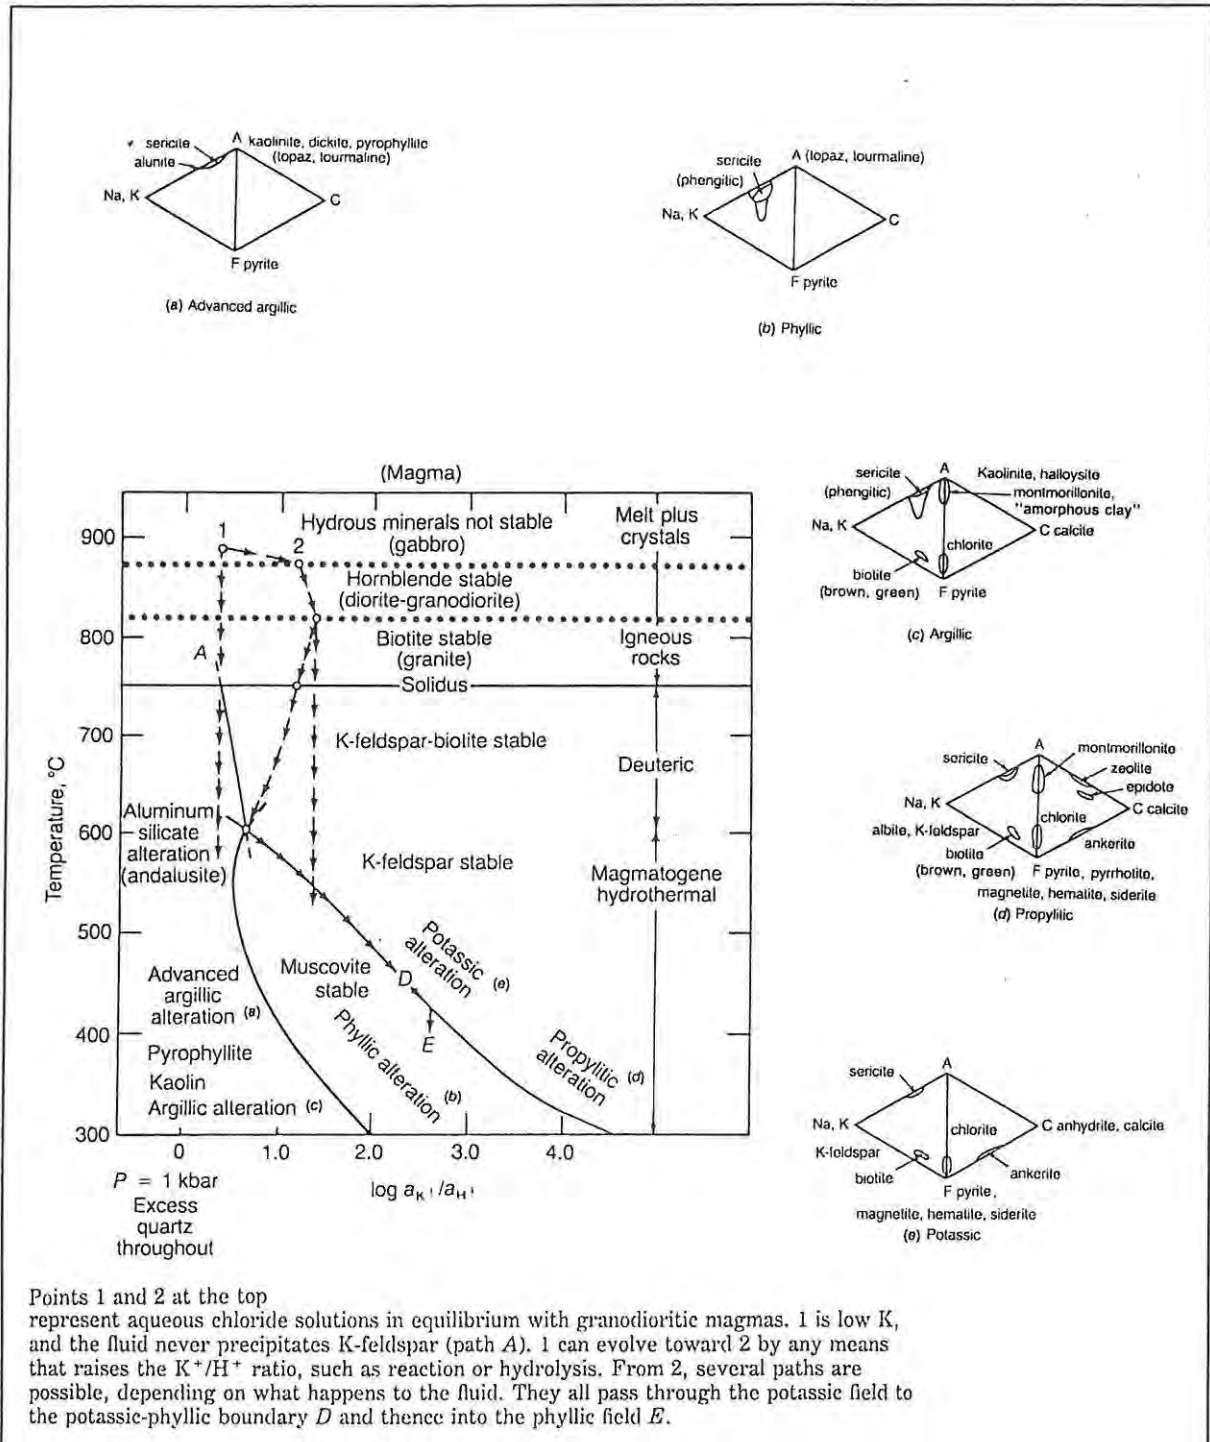 sericite
alunite
A kaolinite, dickite, pyrophyllite
(topaz, tourmaline)
Na, K
C
F pyrite
(a) Advanced argillic
sericite
(phengitic)
A (topaz, tourmaline)
Na, K
C
F pyrite
(b) Phyllic
(Magma)
1
2
Hydrous minerals not stable
(gabbro)
Melt plus
crystals
Hornblende stable
(diorite-granodiorite)
A
Biotite stable
(granite)
Igneous
rocks
Solidus
K-feldspar-biotite stable
Deuteric
Aluminum
silicate
alteration
(andalusite)
K-feldspar stable
Magmatogene
hydrothermal
Potassic
alteration (e)
Muscovite
stable
D
E
Advanced
argillic
alteration (a)
Phyllic alteration (b)
Propylitic
alteration (d)
Pyrophyllite
Kaolin
Argillic alteration (c)
Temperature, °C
900
800
700
600
500
400
300
0
1.0
2.0
3.0
4.0
P = 1 kbar
Excess
quartz
throughout
log aK+/aH+
sericite
(phengitic)
A
Kaolinite, halloysite
montmorillonite,
"amorphous clay"
Na, K
C calcite
chlorite
biotite
(brown, green)
F pyrite
(c) Argillic
A
montmorillonite
sericite
zeolite
epidote
Na, K
C calcite
albite, K-feldspar
chlorite
biotite
(brown, green)
ankerite
F pyrite, pyrrhotite,
magnetite, hematite, siderite
(d) Propylitic
A
sericite
Na, K
C anhydrite, calcite
K-feldspar
chlorite
biotite
ankerite
F pyrite,
magnetite, hematite, siderite
(e) Potassic
Points 1 and 2 at the top
represent aqueous chloride solutions in equilibrium with granodioritic magmas. 1 is low K,
and the fluid never precipitates K-feldspar (path A). 1 can evolve toward 2 by any means
that raises the K+/H+ ratio, such as reaction or hydrolysis. From 2, several paths are
possible, depending on what happens to the fluid. They all pass through the potassic field to
the potassic-phyllic boundary D and thence into the phyllic field E.